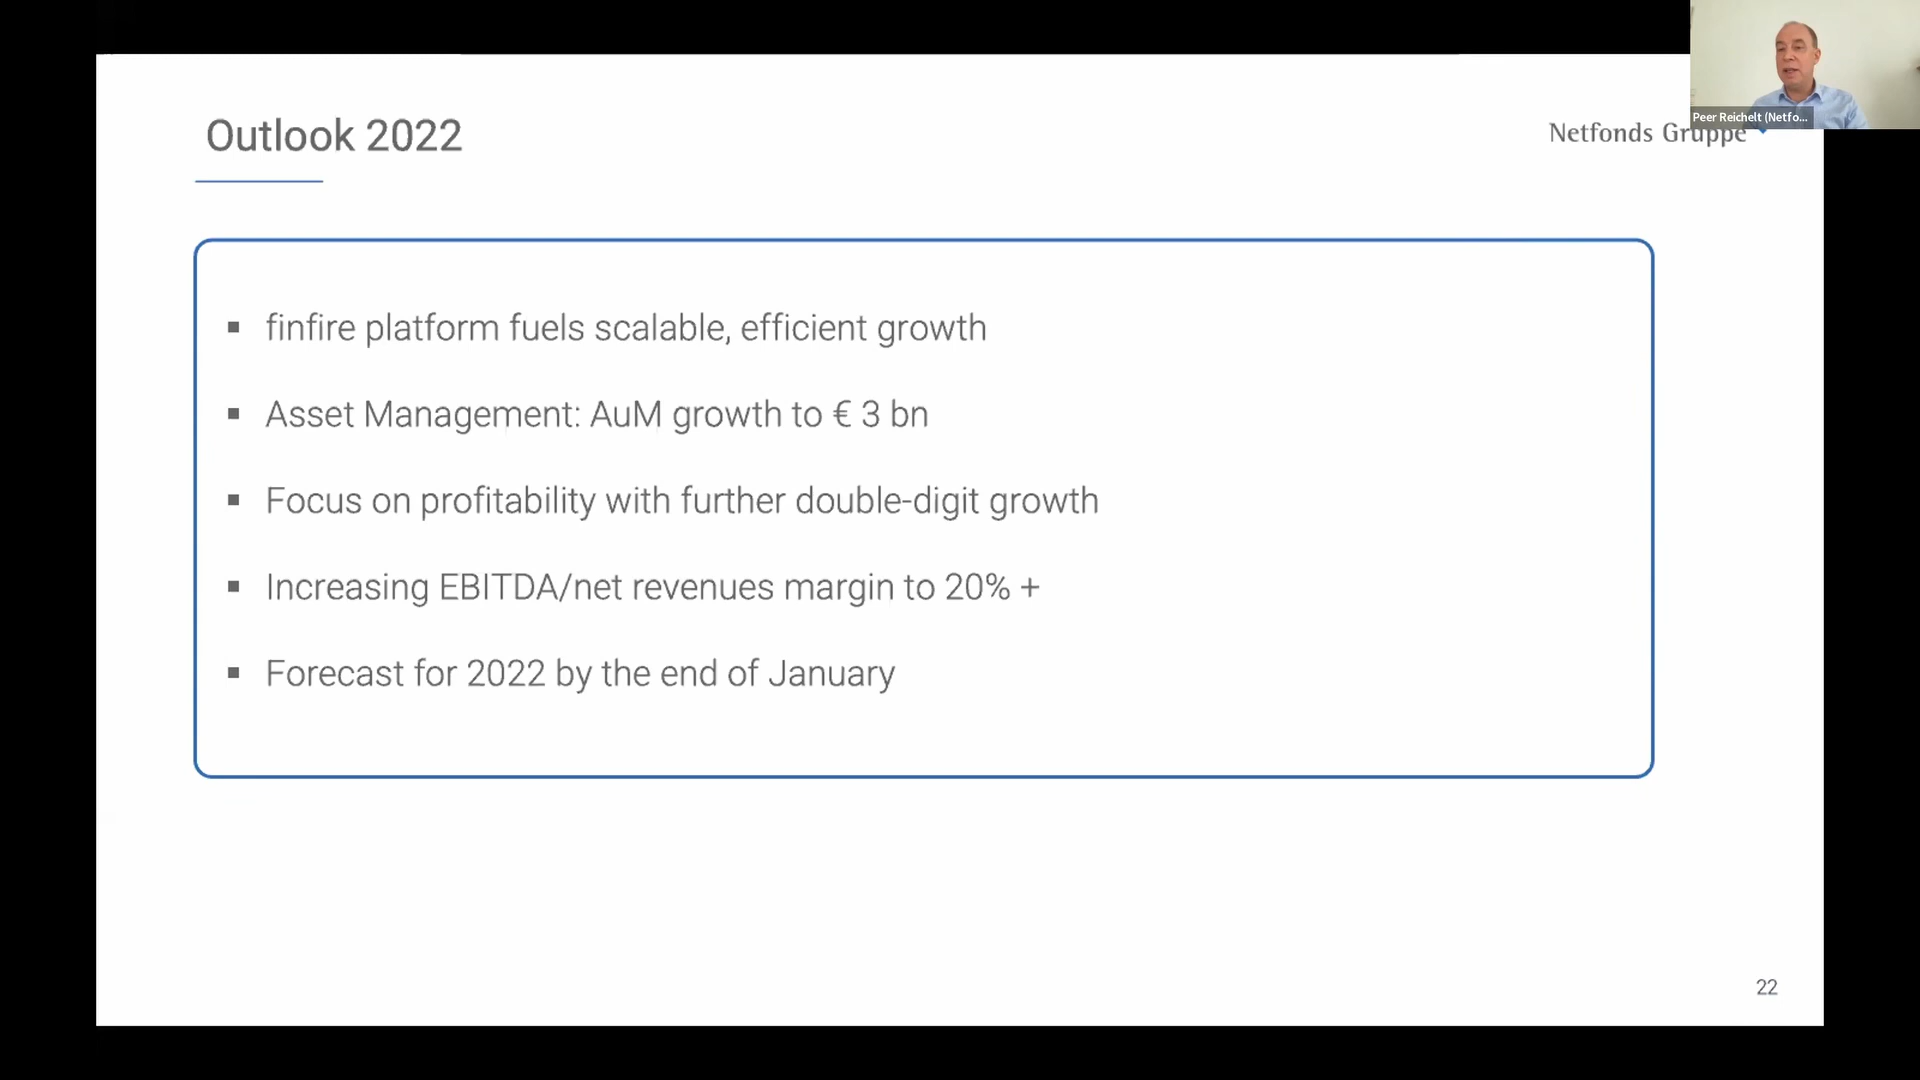 Outlook 2022
Netfonds Gruppe
Peer Reichelt (Netfo...
▪ finfire platform fuels scalable, efficient growth
▪ Asset Management: AuM growth to € 3 bn
▪ Focus on profitability with further double-digit growth
▪ Increasing EBITDA/net revenues margin to 20% +
▪ Forecast for 2022 by the end of January
22